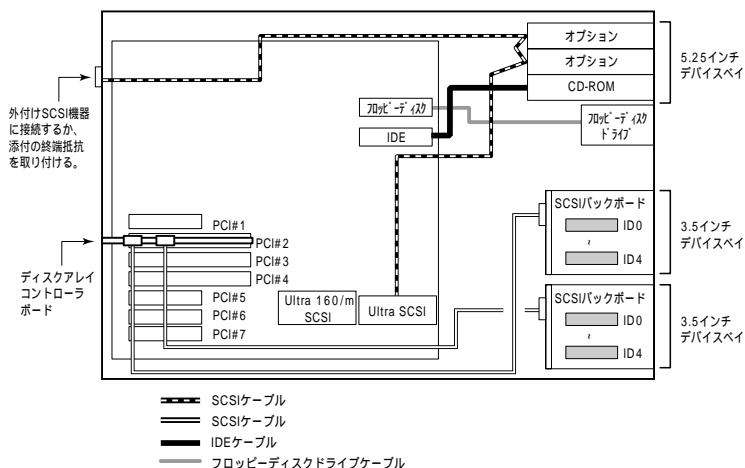 オプション
オプション
CD-ROM
5.25インチ
デバイスベイ
外付けSCSI機器
に接続するか、
添付の終端抵抗
を取り付ける。
フロッピーディスク
IDE
フロッピーディスク
ドライブ
SCSIバックボード
ID0
~
ID4
3.5インチ
デバイスベイ
ディスクアレイ
コントローラ
ボード
PCI#1
PCI#2
PCI#3
PCI#4
PCI#5
PCI#6
PCI#7
Ultra 160/m
SCSI
Ultra SCSI
SCSIバックボード
ID0
~
ID4
3.5インチ
デバイスベイ
SCSIケーブル
SCSIケーブル
IDEケーブル
フロッピーディスクドライブケーブル